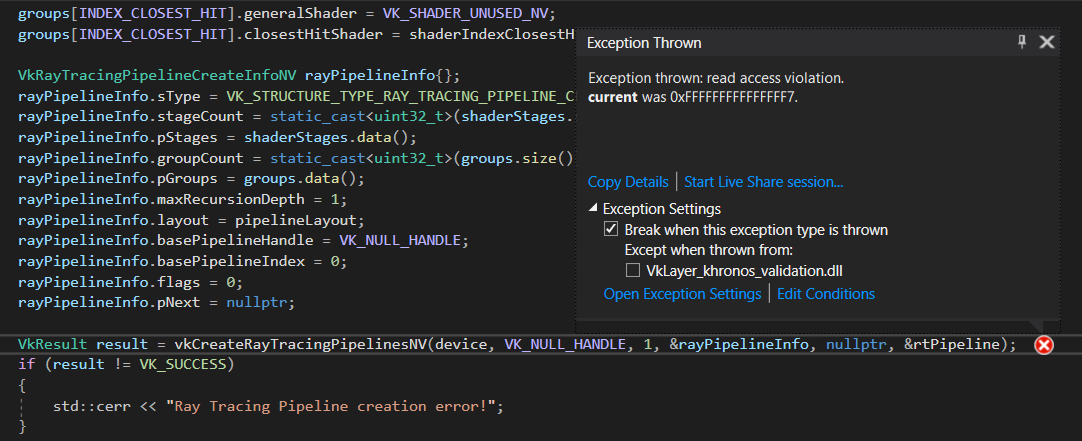 groups[INDEX_CLOSEST_HIT].generalShader = VK_SHADER_UNUSED_NV;
groups[INDEX_CLOSEST_HIT].closestHitShader = shaderIndexClosestH
VkRayTracingPipelineCreateInfoNV rayPipelineInfo{};
rayPipelineInfo.sType = VK_STRUCTURE_TYPE_RAY_TRACING_PIPELINE_C
rayPipelineInfo.stageCount = static_cast<uint32_t>(shaderStages.
rayPipelineInfo.pStages = shaderStages.data();
rayPipelineInfo.groupCount = static_cast<uint32_t>(groups.size()
rayPipelineInfo.pGroups = groups.data();
rayPipelineInfo.maxRecursionDepth = 1;
rayPipelineInfo.layout = pipelineLayout;
rayPipelineInfo.basePipelineHandle = VK_NULL_HANDLE;
rayPipelineInfo.basePipelineIndex = 0;
rayPipelineInfo.flags = 0;
rayPipelineInfo.pNext = nullptr;
VkResult result = vkCreateRayTracingPipelinesNV(device, VK_NULL_HANDLE, 1, &rayPipelineInfo, nullptr, &rtPipeline);
if (result != VK_SUCCESS)
{
std::cerr << "Ray Tracing Pipeline creation error!";
}
Exception Thrown
Exception thrown: read access violation.
current was 0xFFFFFFFFFFFFFFF7.
Copy Details | Start Live Share session...
Exception Settings
Break when this exception type is thrown
Except when thrown from:
VkLayer_khronos_validation.dll
Open Exception Settings | Edit Conditions